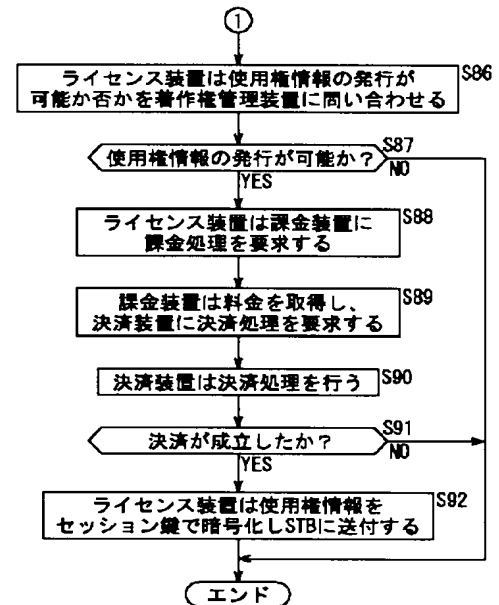 1
S86
ライセンス装置は使用権情報の発行が
可能か否かを著作権管理装置に問い合わせる
S87
使用権情報の発行が可能か?
NO
YES
S88
ライセンス装置は課金装置に
課金処理を要求する
S89
課金装置は料金を取得し、
決済装置に決済処理を要求する
S90
決済装置は決済処理を行う
S91
決済が成立したか?
NO
YES
S92
ライセンス装置は使用権情報を
セッション鍵で暗号化しSTBに送付する
エンド